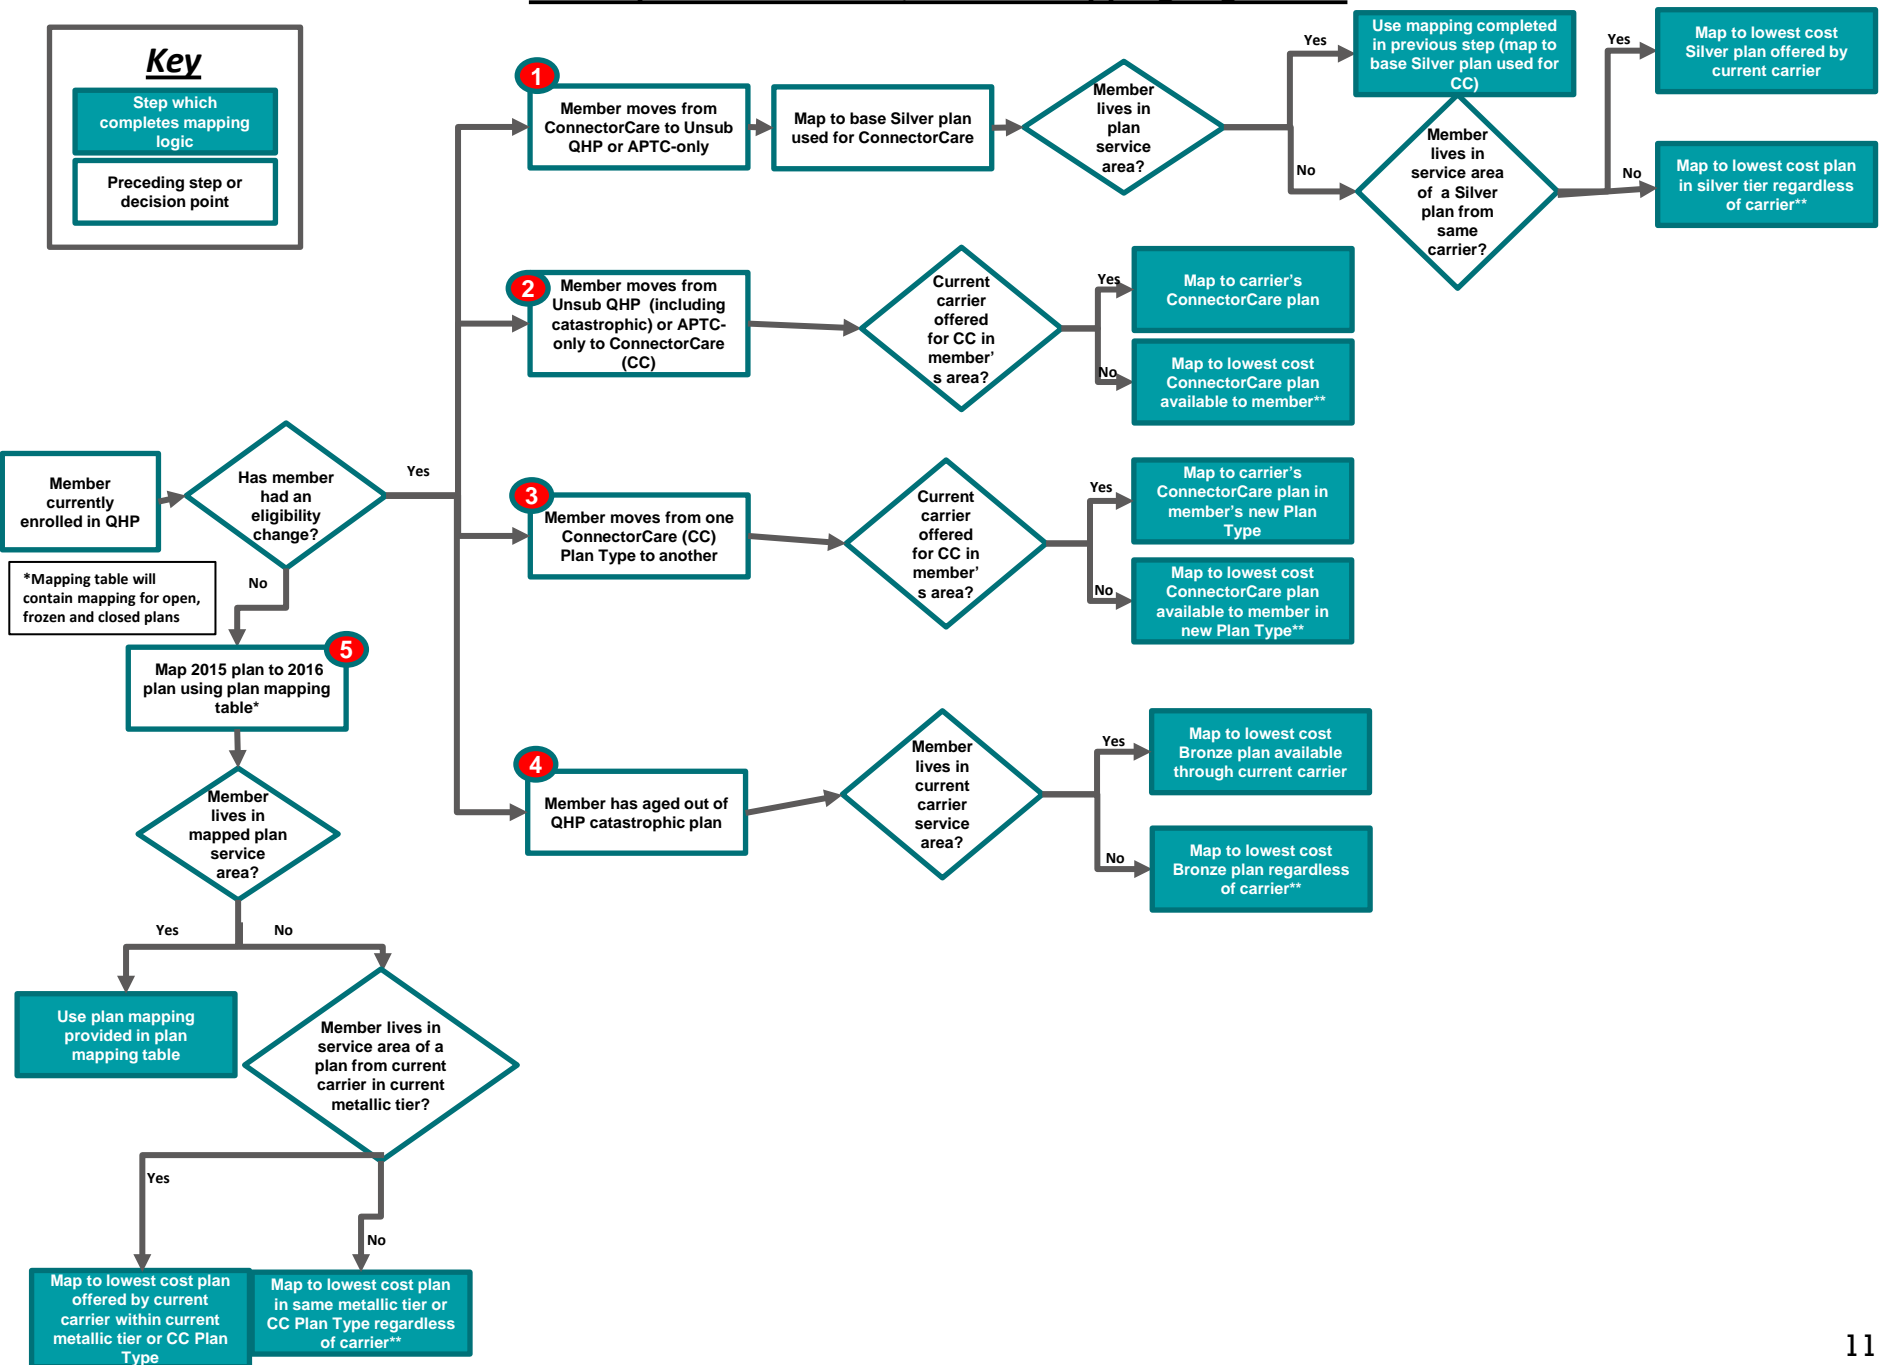 Key
Step which
completes mapping
logic
Preceding step or
decision point
1
Member moves from
ConnectorCare to Unsub
QHP or APTC-only
Map to base Silver plan
used for ConnectorCare
Member
lives in
plan
service
area?
Yes
No
Use mapping completed
in previous step (map to
base Silver plan used for
CC)
Member
lives in
service area
of a Silver
plan from
same
carrier?
Yes
No
Map to lowest cost
Silver plan offered by
current carrier
Map to lowest cost plan
in silver tier regardless
of carrier**
2
Member moves from
Unsub QHP (including
catastrophic) or APTC-
only to ConnectorCare
(CC)
Current
carrier
offered
for CC in
member'
s area?
Yes
No
Map to carrier's
ConnectorCare plan
Map to lowest cost
ConnectorCare plan
available to member**
Member
currently
enrolled in QHP
Has member
had an
eligibility
change?
Yes
No
3
Member moves from one
ConnectorCare (CC)
Plan Type to another
Current
carrier
offered
for CC in
member'
s area?
Yes
No
Map to carrier's
ConnectorCare plan in
member's new Plan
Type
Map to lowest cost
ConnectorCare plan
available to member in
new Plan Type**
*Mapping table will
contain mapping for open,
frozen and closed plans
5
Map 2015 plan to 2016
plan using plan mapping
table*
4
Member has aged out of
QHP catastrophic plan
Member
lives in
current
carrier
service
area?
Yes
No
Map to lowest cost
Bronze plan available
through current carrier
Map to lowest cost
Bronze plan regardless
of carrier**
Member
lives in
mapped plan
service
area?
Yes
No
Use plan mapping
provided in plan
mapping table
Member lives in
service area of a
plan from current
carrier in current
metallic tier?
Yes
No
Map to lowest cost plan
offered by current
carrier within current
metallic tier or CC Plan
Type
Map to lowest cost plan
in same metallic tier or
CC Plan Type regardless
of carrier**
11